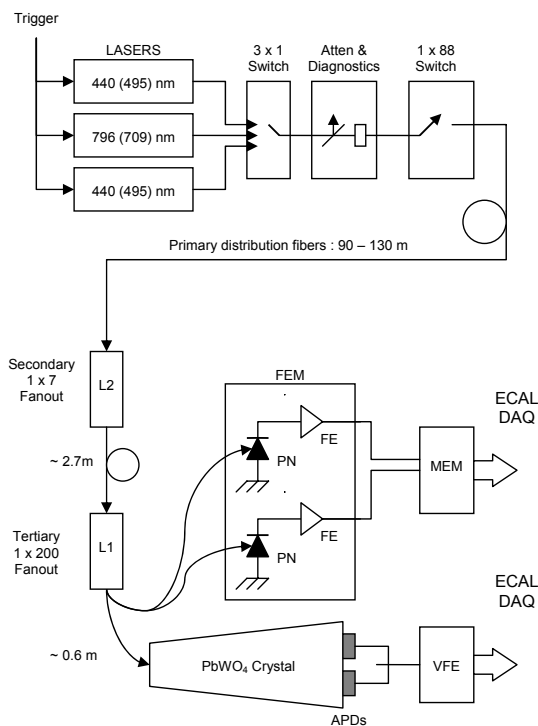 Trigger
LASERS
3 x 1
Switch
Atten &
Diagnostics
1 x 88
Switch
440 (495) nm
796 (709) nm
440 (495) nm
Primary distribution fibers : 90 – 130 m
Secondary
1 x 7
Fanout
L2
FEM
ECAL
DAQ
FE
PN
MEM
~ 2.7m
Tertiary
1 x 200
Fanout
L1
FE
PN
ECAL
DAQ
~ 0.6 m
PbWO₄ Crystal
VFE
APDs